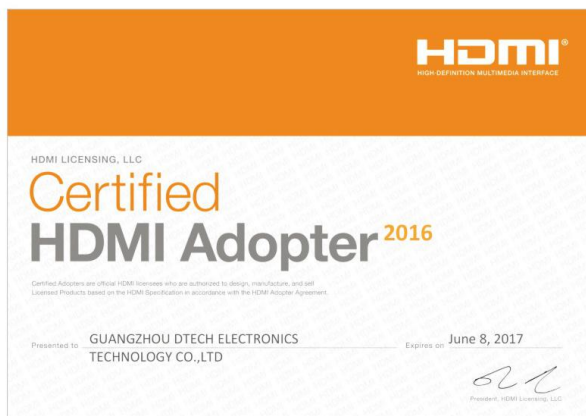 HDMI®
HIGH-DEFINITION MULTIMEDIA INTERFACE
HDMI LICENSING, LLC
Certified
HDMI Adopter 2016
Certified Adopters are official HDMI licensees who are authorized to design, manufacture, and sell
Licensed Products based on the HDMI Specification in accordance with the HDMI Adopter Agreement.
Presented to GUANGZHOU DTECH ELECTRONICS
TECHNOLOGY CO.,LTD
Expires on June 8, 2017
President, HDMI Licensing, LLC